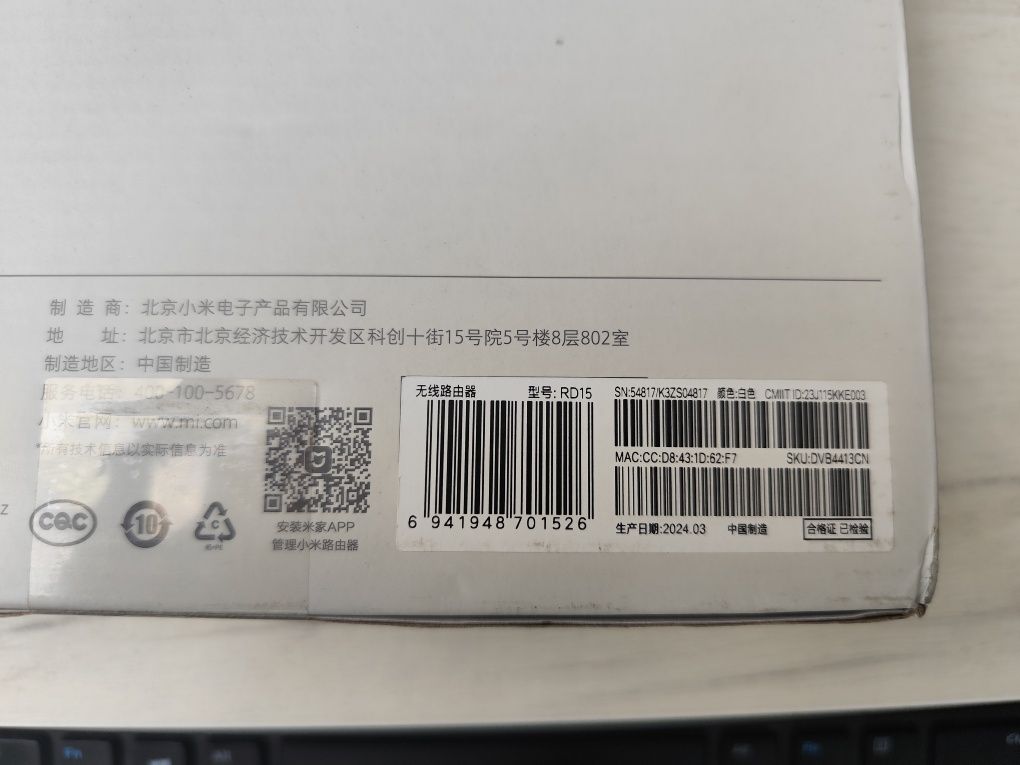 制 造 商：北京小米电子产品有限公司
地 址：北京市北京经济技术开发区科创十街15号院5号楼8层802室
制造地区：中国制造
服务电话：400-100-5678
小米官网：www.mi.com
*所有技术信息以实际信息为准
Z
CQC
10
安装米家APP
管理小米路由器
无线路由器 型号: RD15
6 941948 701526
SN:54817/K3ZS04817 颜色:白色 CMIIT ID:23J115KKE003
MAC:CC:D8:43:1D:62:F7 SKU:DVB4413CN
生产日期:2024.03 中国制造 合格证 已检验
Fn